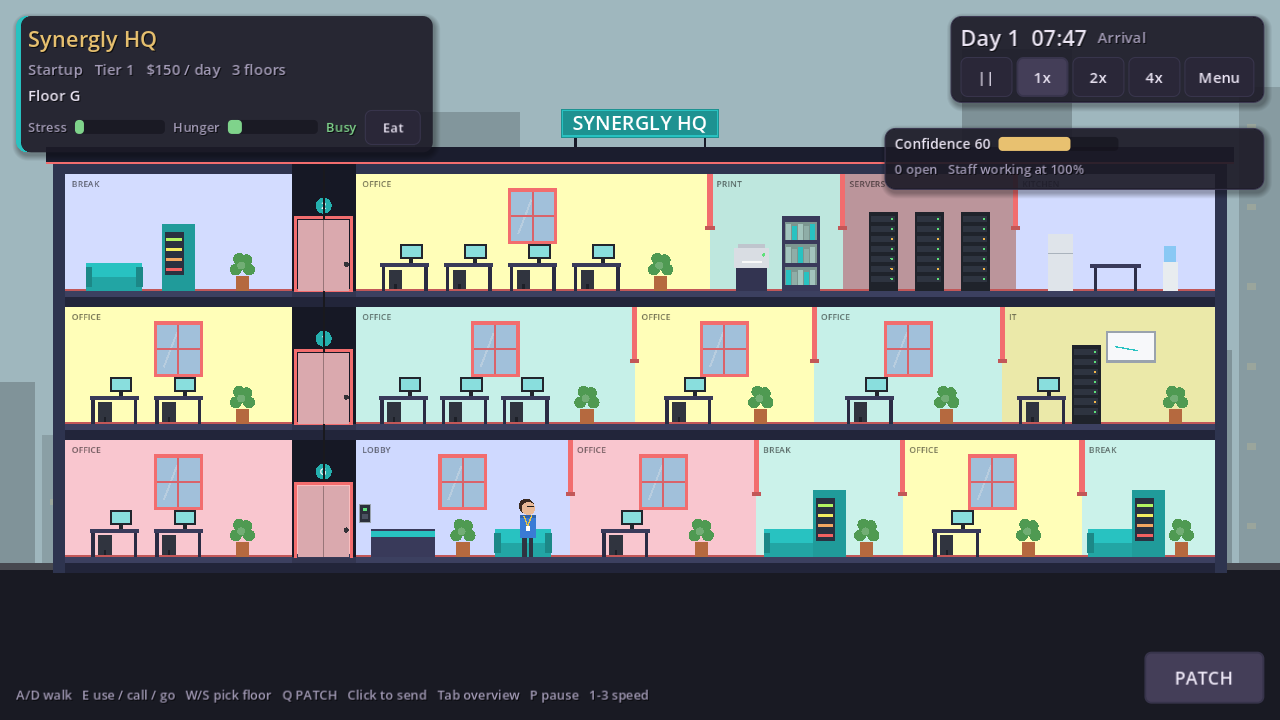 Synergly HQ
Startup Tier 1 $150 / day 3 floors
Floor G
Stress Hunger Busy Eat
Day 1 07:47 Arrival
|| 1x 2x 4x Menu
SYNERGLY HQ
Confidence 60
0 open Staff working at 100%
BREAK OFFICE PRINT SERVERS
OFFICE OFFICE OFFICE OFFICE IT
OFFICE LOBBY OFFICE BREAK OFFICE BREAK
PATCH
A/D walk E use / call / go W/S pick floor Q PATCH Click to send Tab overview P pause 1-3 speed